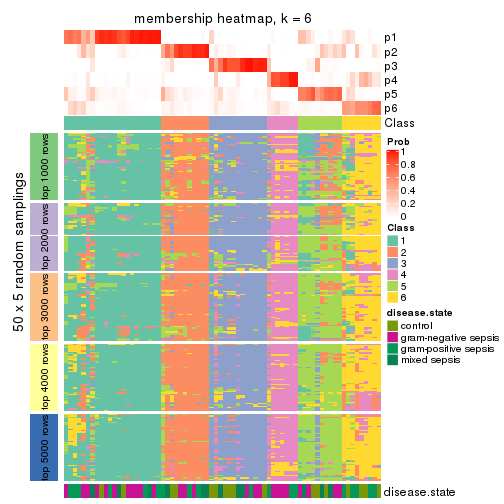 membership heatmap, k = 6
p1
p2
p3
p4
p5
p6
Class
Prob
1
0.8
0.6
0.4
0.2
0
Class
1
2
3
4
5
6
disease.state
control
gram-negative sepsis
gram-positive sepsis
mixed sepsis
50 x 5 random samplings
top 1000 rows
top 2000 rows
top 3000 rows
top 4000 rows
top 5000 rows
disease.state